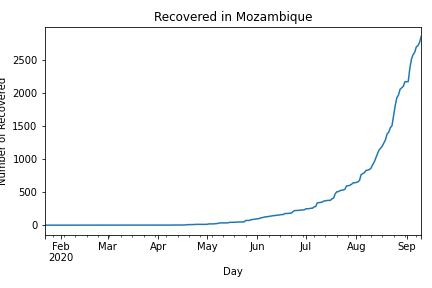 Recovered in Mozambique
Number of Recovered
2500
2000
1500
1000
500
0
Feb Mar Apr May Jun Jul Aug Sep
2020
Day